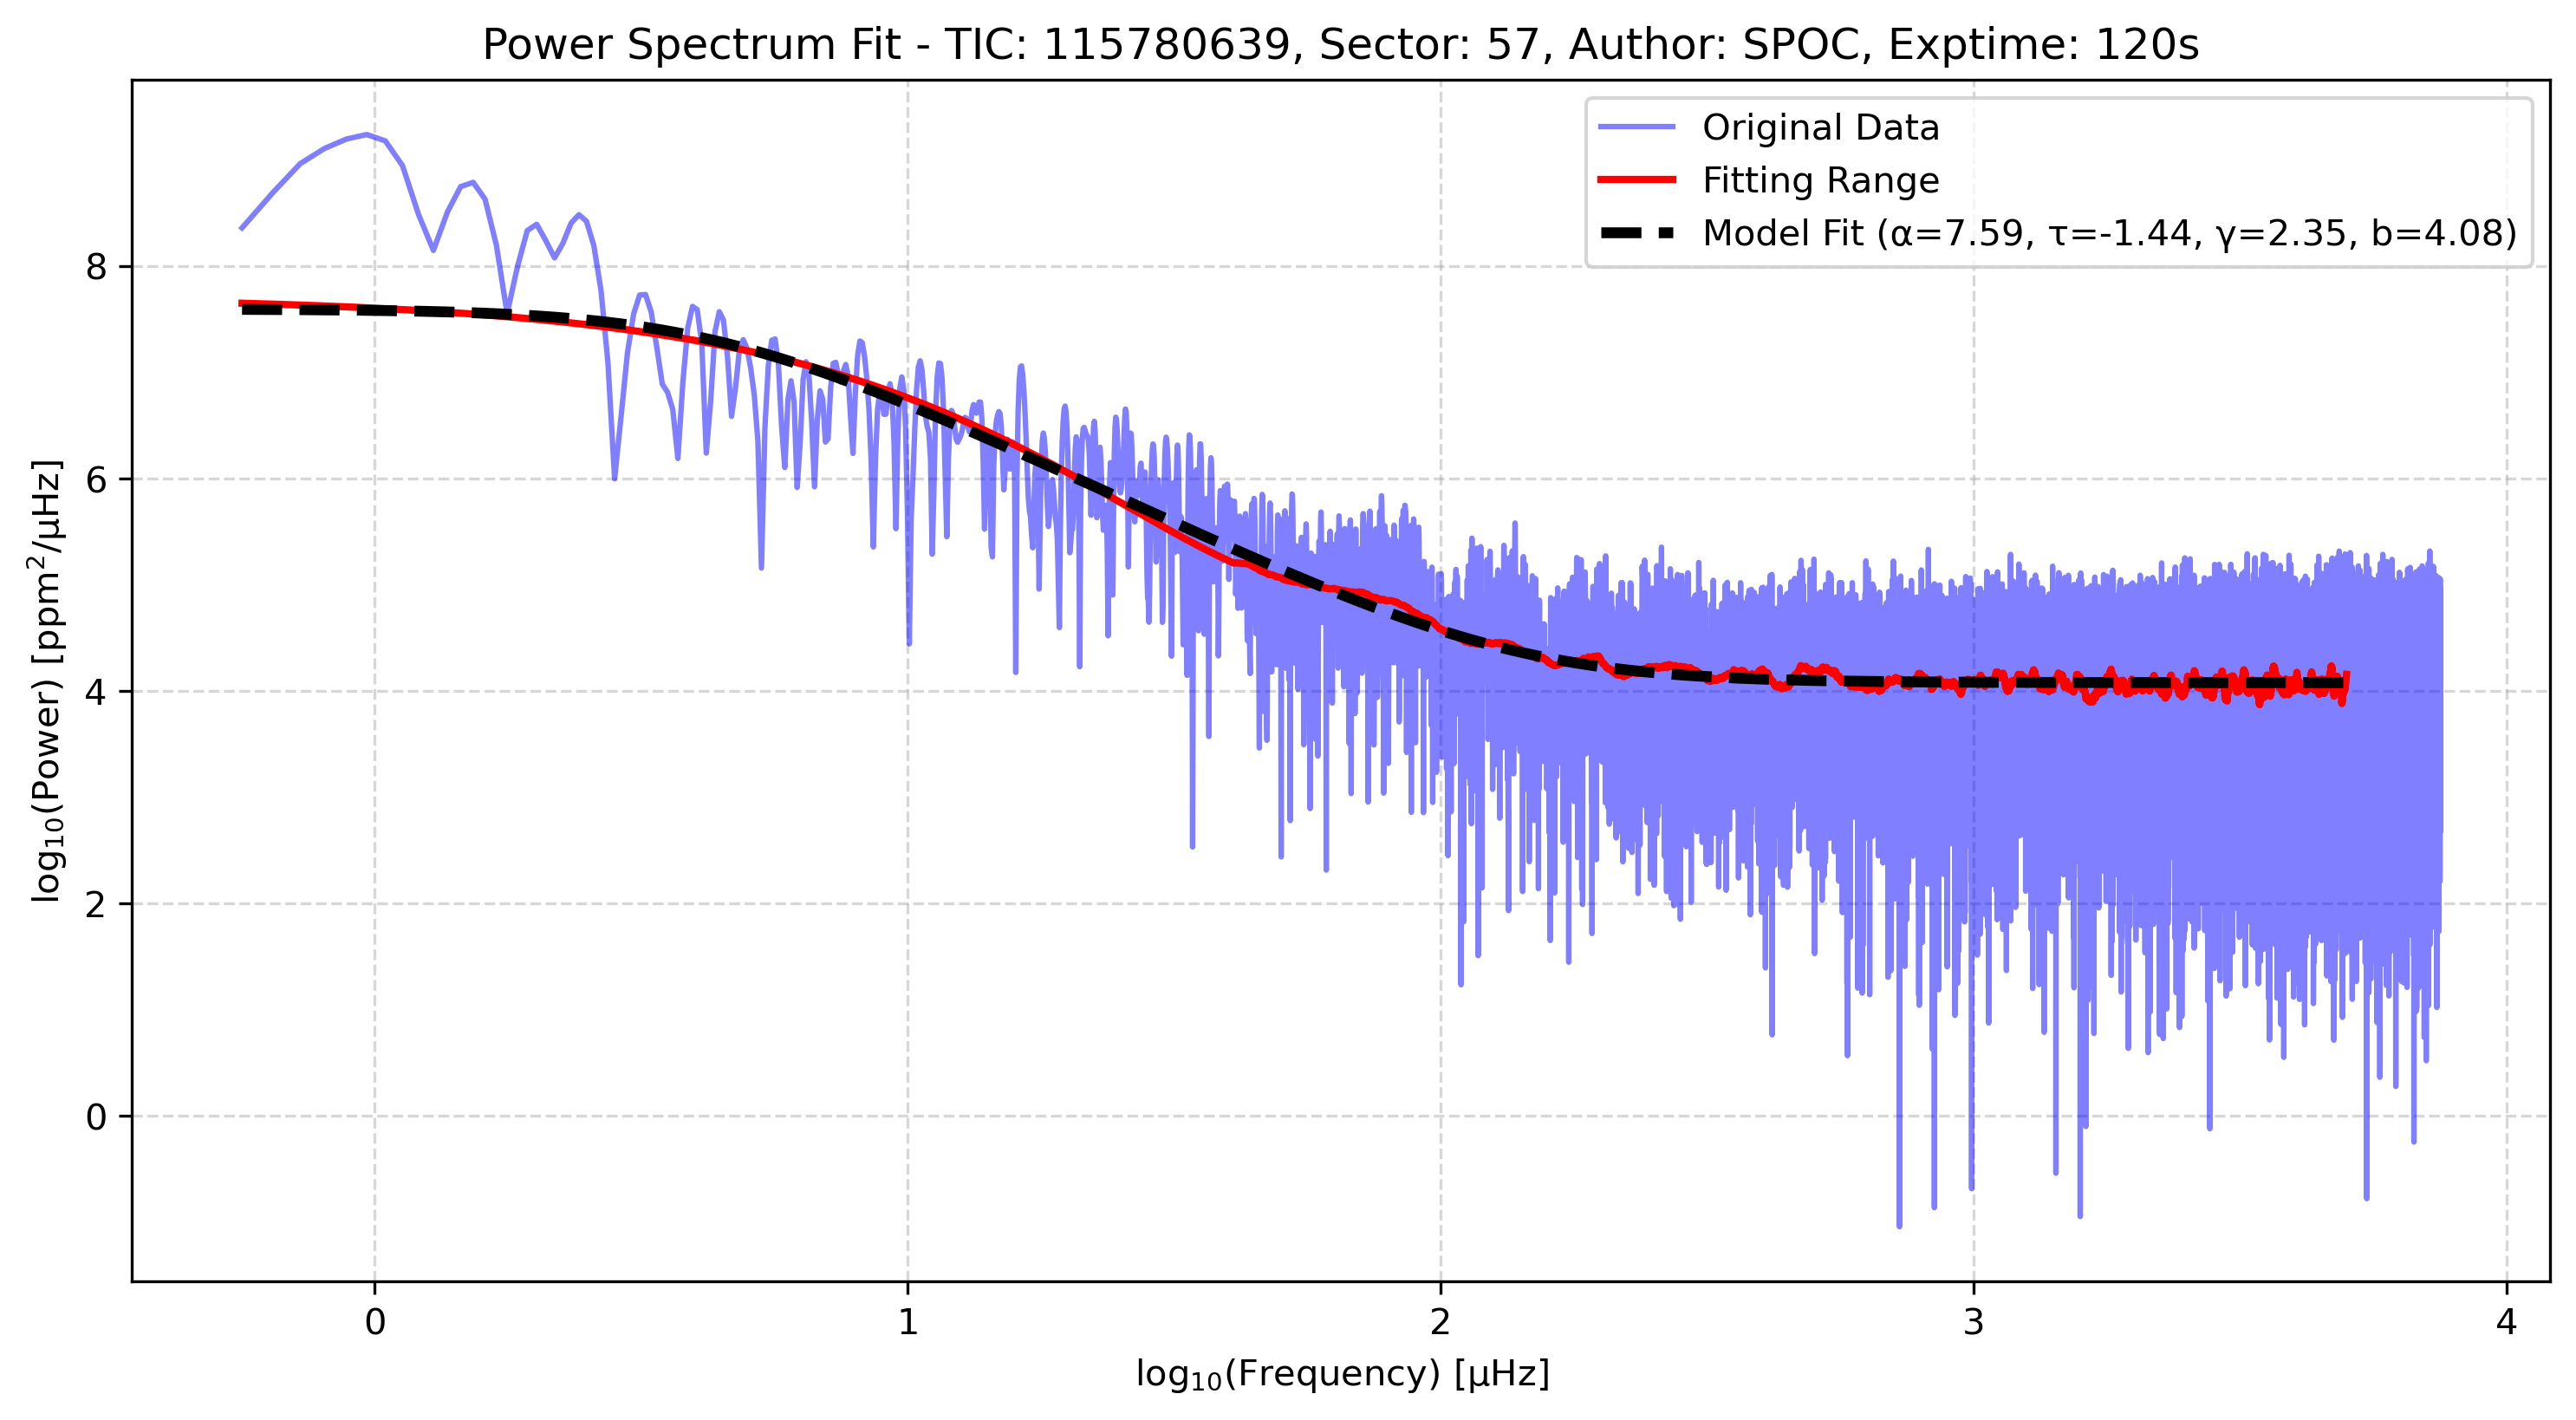 Power Spectrum Fit - TIC: 115780639, Sector: 57, Author: SPOC, Exptime: 120s
Original Data
Fitting Range
Model Fit (α=7.59, τ=-1.44, γ=2.35, b=4.08)
log₁₀(Power) [ppm²/μHz]
8
6
4
2
0
0 1 2 3 4
log₁₀(Frequency) [μHz]